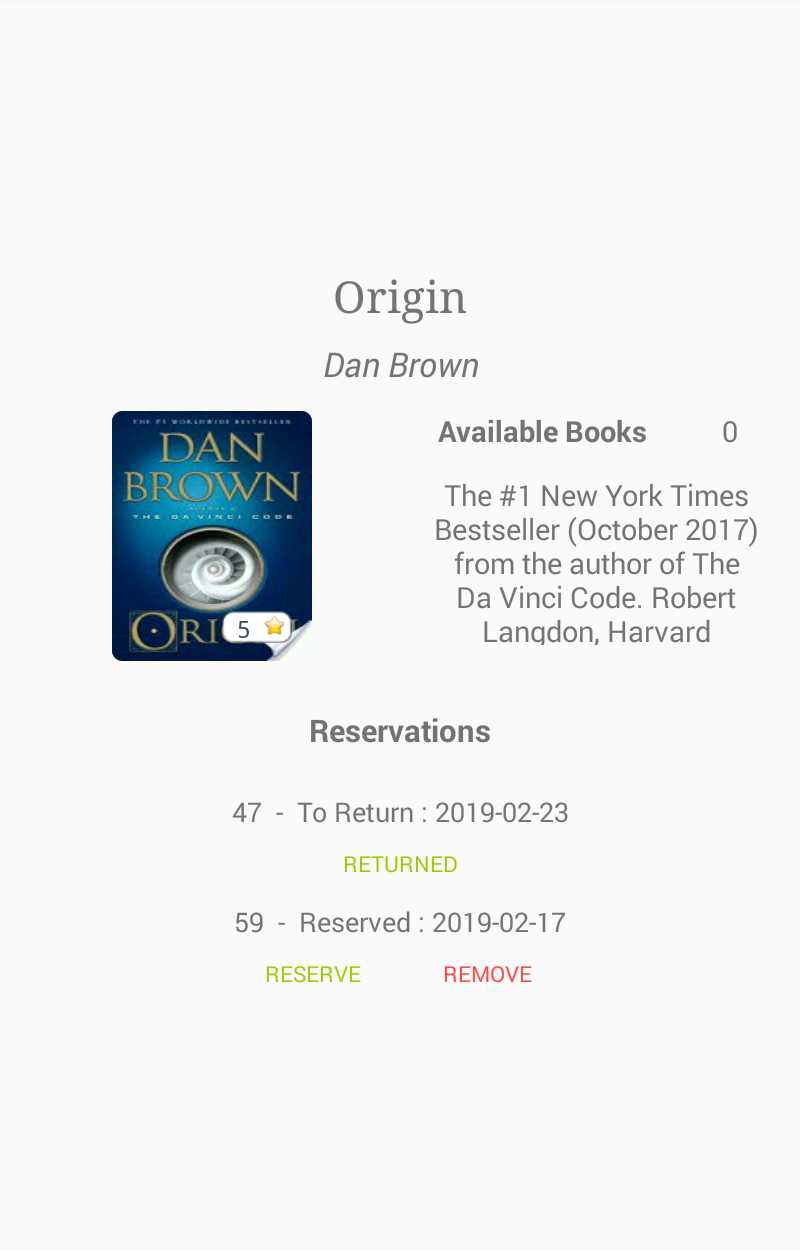 Origin
Dan Brown
THE #1 WORLDWIDE BESTSELLER
DAN
BROWN
THE DA VINCI CODE
ORI
5
Available Books 0
The #1 New York Times
Bestseller (October 2017)
from the author of The
Da Vinci Code. Robert
Langdon, Harvard
Reservations
47 - To Return : 2019-02-23
RETURNED
59 - Reserved : 2019-02-17
RESERVE REMOVE